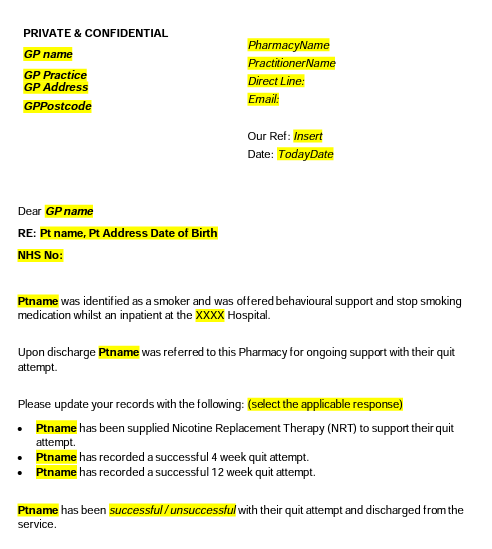 PRIVATE & CONFIDENTIAL
GP name
GP Practice
GP Address
GPPostcode
PharmacyName
PractitionerName
Direct Line:
Email:
Our Ref: Insert
Date: TodayDate
Dear GP name
RE: Pt name, Pt Address Date of Birth
NHS No:
Ptname was identified as a smoker and was offered behavioural support and stop smoking
medication whilst an inpatient at the XXXX Hospital.
Upon discharge Ptname was referred to this Pharmacy for ongoing support with their quit
attempt.
Please update your records with the following: (select the applicable response)
• Ptname has been supplied Nicotine Replacement Therapy (NRT) to support their quit
attempt.
• Ptname has recorded a successful 4 week quit attempt.
• Ptname has recorded a successful 12 week quit attempt.
Ptname has been successful / unsuccessful with their quit attempt and discharged from the
service.